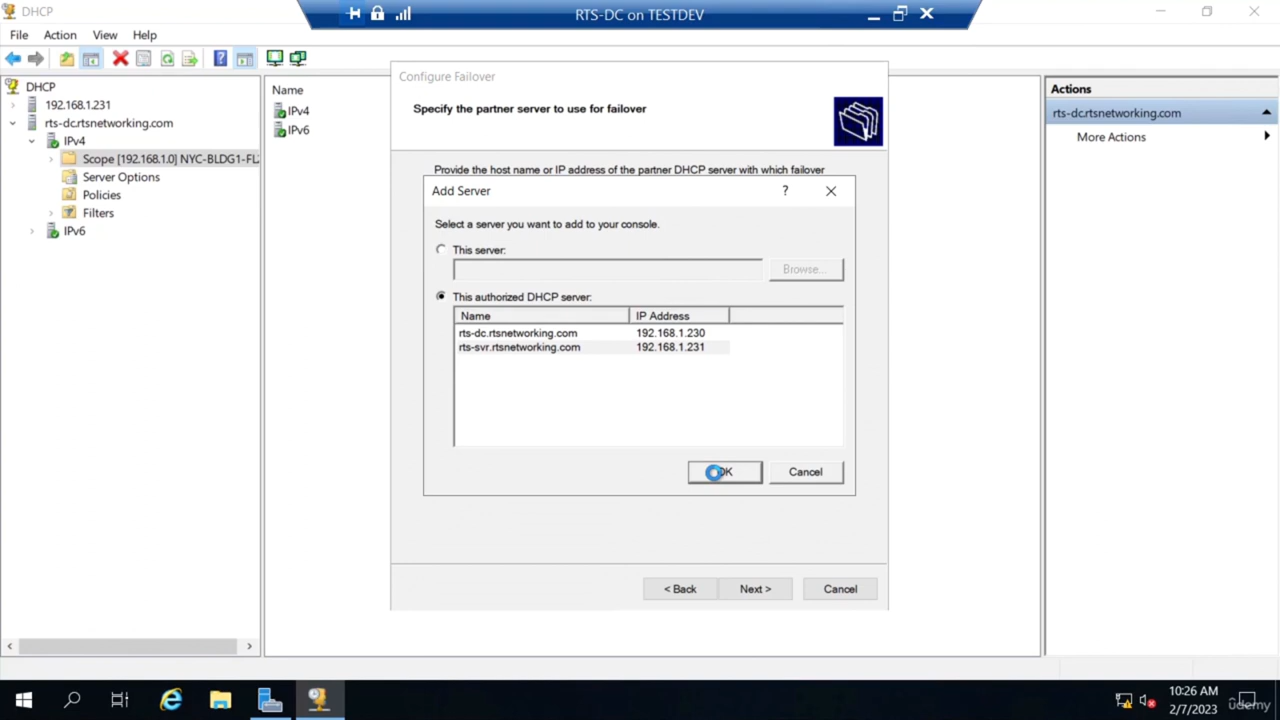 DHCP
RTS-DC on TESTDEV
File Action View Help
DHCP
192.168.1.231
rts-dc.rtsnetworking.com
IPv4
Scope [192.168.1.0] NYC-BLDG1-FL
Server Options
Policies
Filters
IPv6
Name
IPv4
IPv6
Configure Failover
Specify the partner server to use for failover
Provide the host name or IP address of the partner DHCP server with which failover
Add Server
?
Select a server you want to add to your console.
This server:
Browse...
This authorized DHCP server:
Name IP Address
rts-dc.rtsnetworking.com 192.168.1.230
rts-svr.rtsnetworking.com 192.168.1.231
OK Cancel
< Back Next > Cancel
Actions
rts-dc.rtsnetworking.com
More Actions
10:26 AM
2/7/2023
udemy